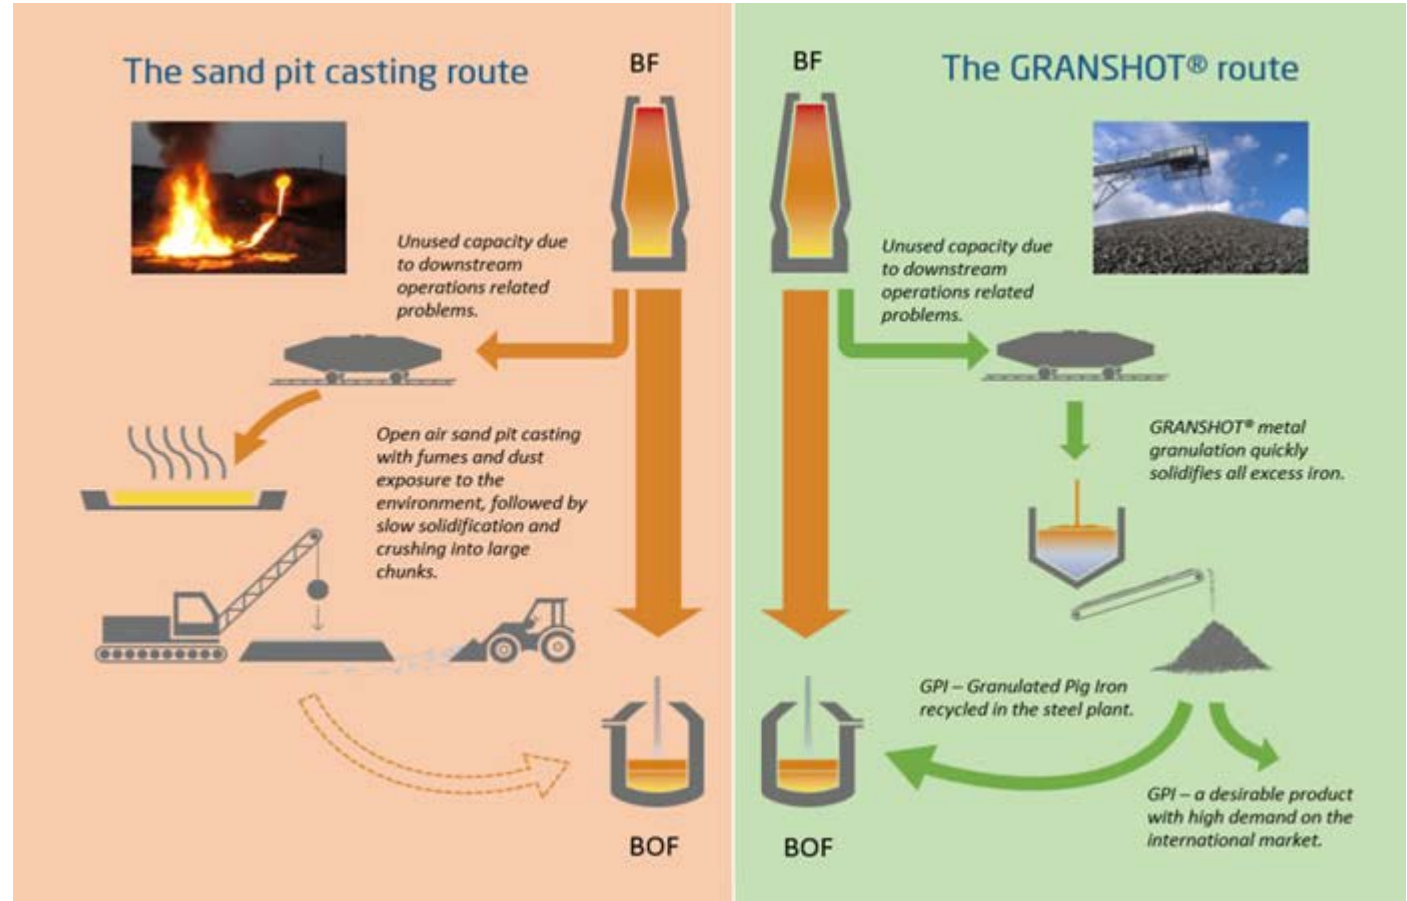 The sand pit casting route
BF
Unused capacity due
to downstream
operations related
problems.
Open air sand pit casting
with fumes and dust
exposure to the
environment, followed by
slow solidification and
crushing into large
chunks.
BOF
BF
The GRANSHOT® route
Unused capacity due
to downstream
operations related
problems.
GRANSHOT® metal
granulation quickly
solidifies all excess iron.
GPI – Granulated Pig Iron
recycled in the steel plant.
GPI – a desirable product
with high demand on the
international market.
BOF